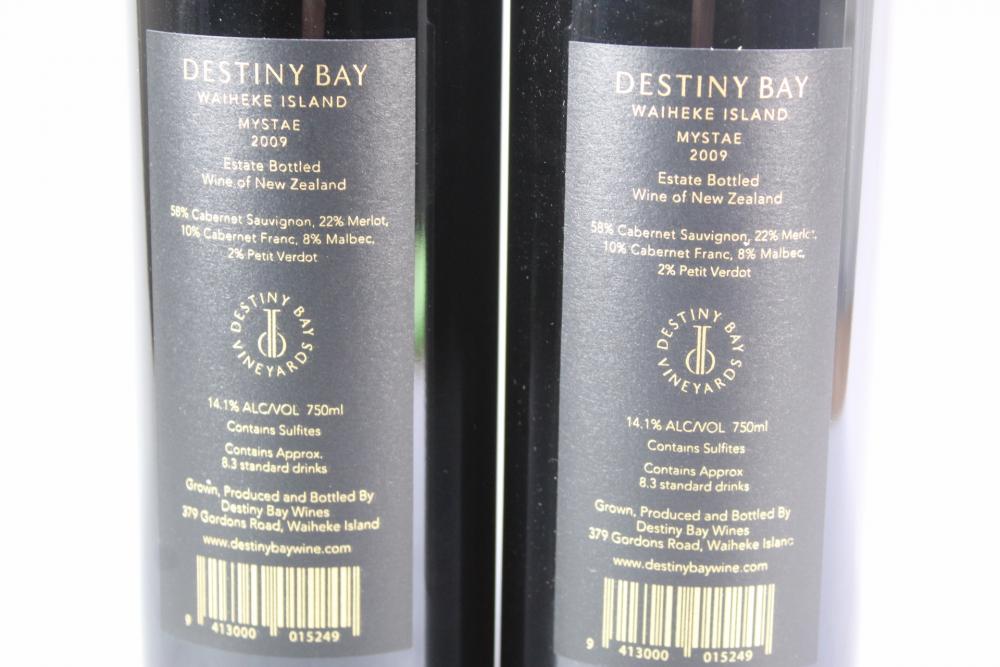 DESTINY BAY
WAIHEKE ISLAND
MYSTAE
2009
Estate Bottled
Wine of New Zealand
58% Cabernet Sauvignon, 22% Merlot,
10% Cabernet Franc, 8% Malbec,
2% Petit Verdot
DESTINY BAY VINEYARDS
14.1% ALC/VOL 750ml
Contains Sulfites
Contains Approx.
8.3 standard drinks
Grown, Produced and Bottled By
Destiny Bay Wines
379 Gordons Road, Waiheke Island
www.destinybaywine.com
9 413000 015249
DESTINY BAY
WAIHEKE ISLAND
MYSTAE
2009
Estate Bottled
Wine of New Zealand
58% Cabernet Sauvignon, 22% Merlot,
10% Cabernet Franc, 8% Malbec,
2% Petit Verdot
DESTINY BAY VINEYARDS
14.1% ALC/VOL 750ml
Contains Sulfites
Contains Approx
8.3 standard drinks
Grown, Produced and Bottled By
Destiny Bay Wines
379 Gordons Road, Waiheke Island
www.destinybaywine.com
9 413000 015249